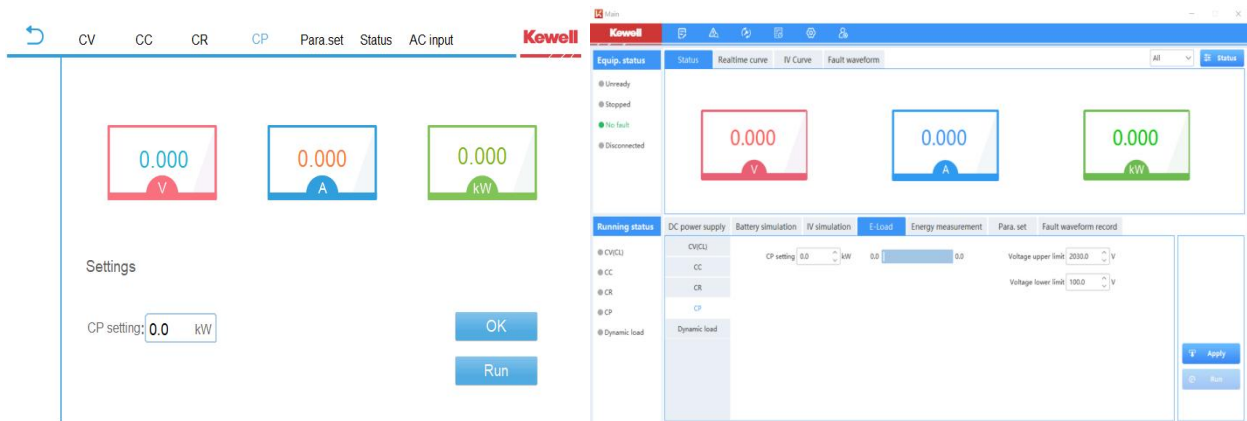 CV CC CR CP Para.set Status AC input Kewell
0.000
V
0.000
A
0.000
kW
Settings
CP setting: 0.0 kW
OK
Run
Main
Kewell
Equip. status
Unready
Stopped
No fault
Disconnected
Status Realtime curve IV Curve Fault waveform All Status
0.000
V
0.000
A
0.000
kW
Running status
CV(CL)
CC
CR
CP
Dynamic load
DC power supply Battery simulation IV simulation E-Load Energy measurement Para. set Fault waveform record
CV(CL)
CC
CR
CP
Dynamic load
CP setting 0.0 kW 0.0 0.0 Voltage upper limit 2030.0 V
Voltage lower limit 100.0 V
Apply
Run